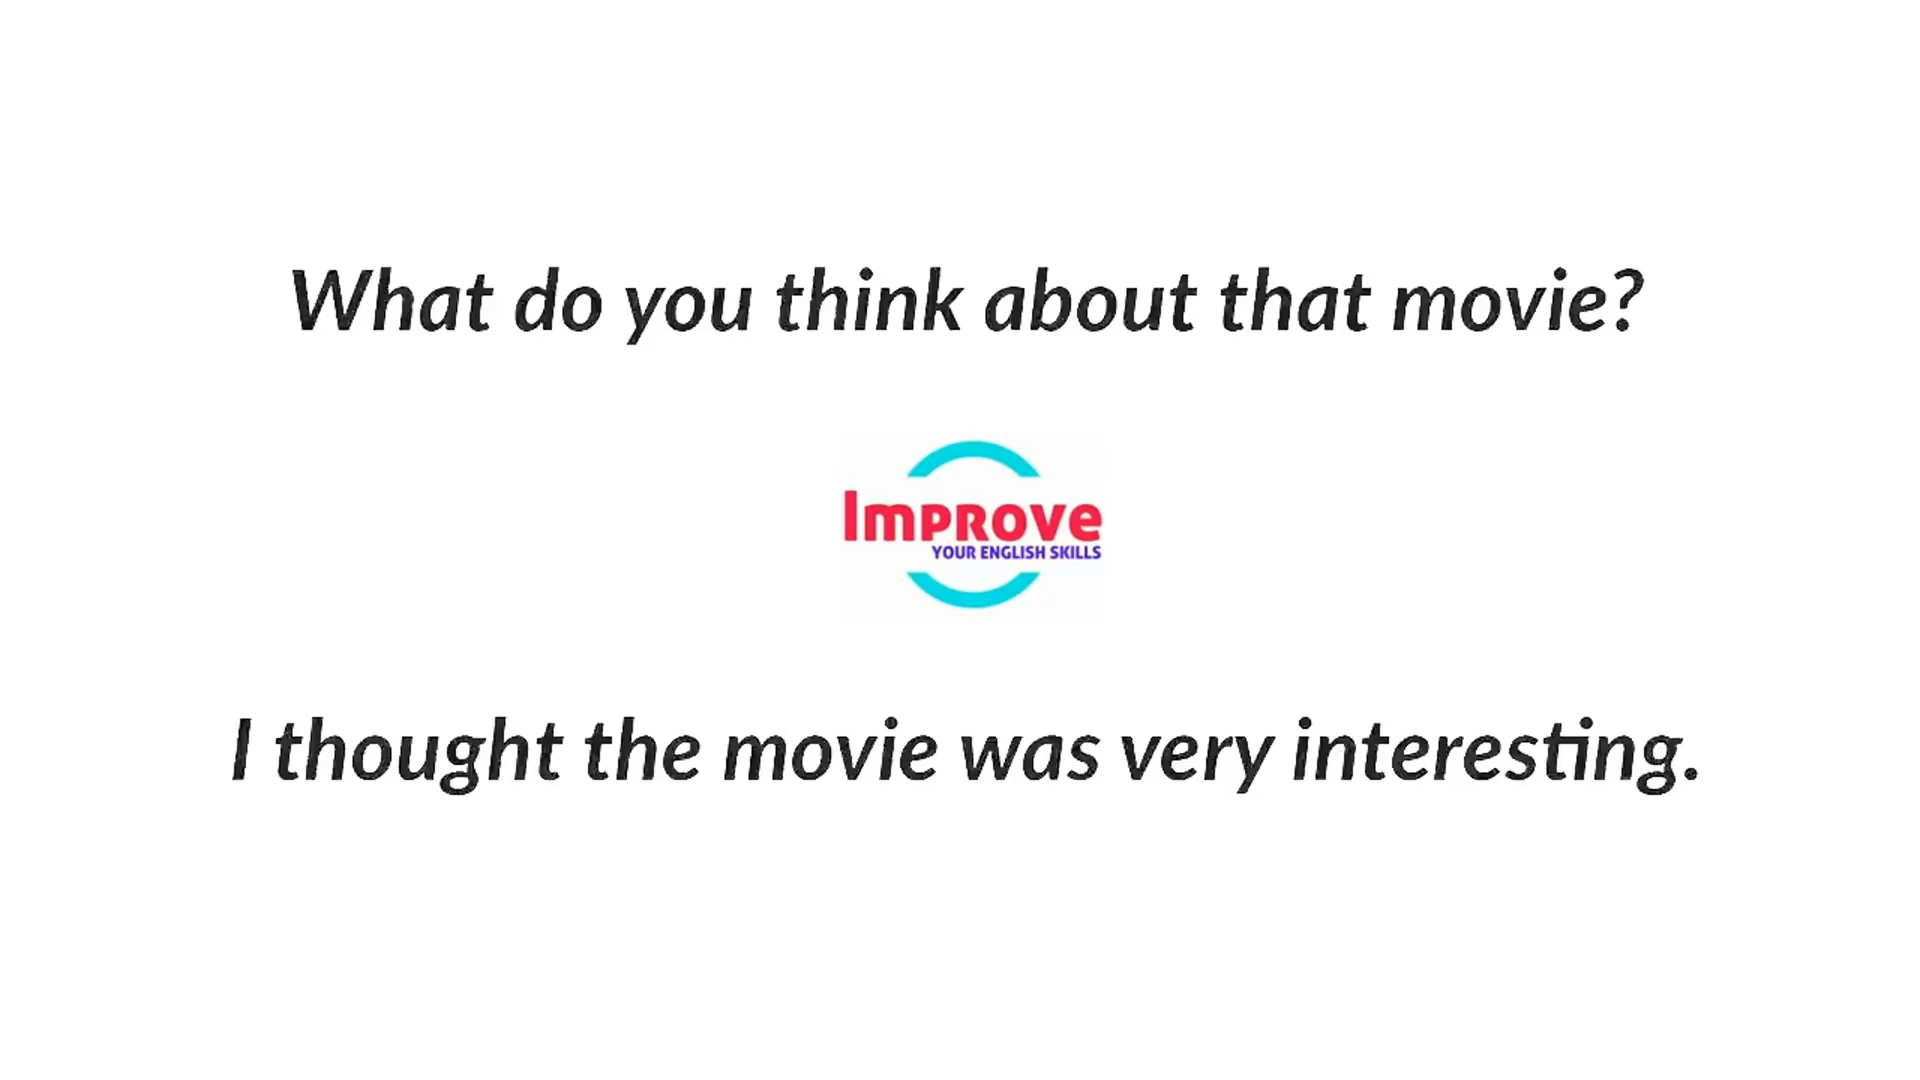 What do you think about that movie?
Improve
YOUR ENGLISH SKILLS
I thought the movie was very interesting.